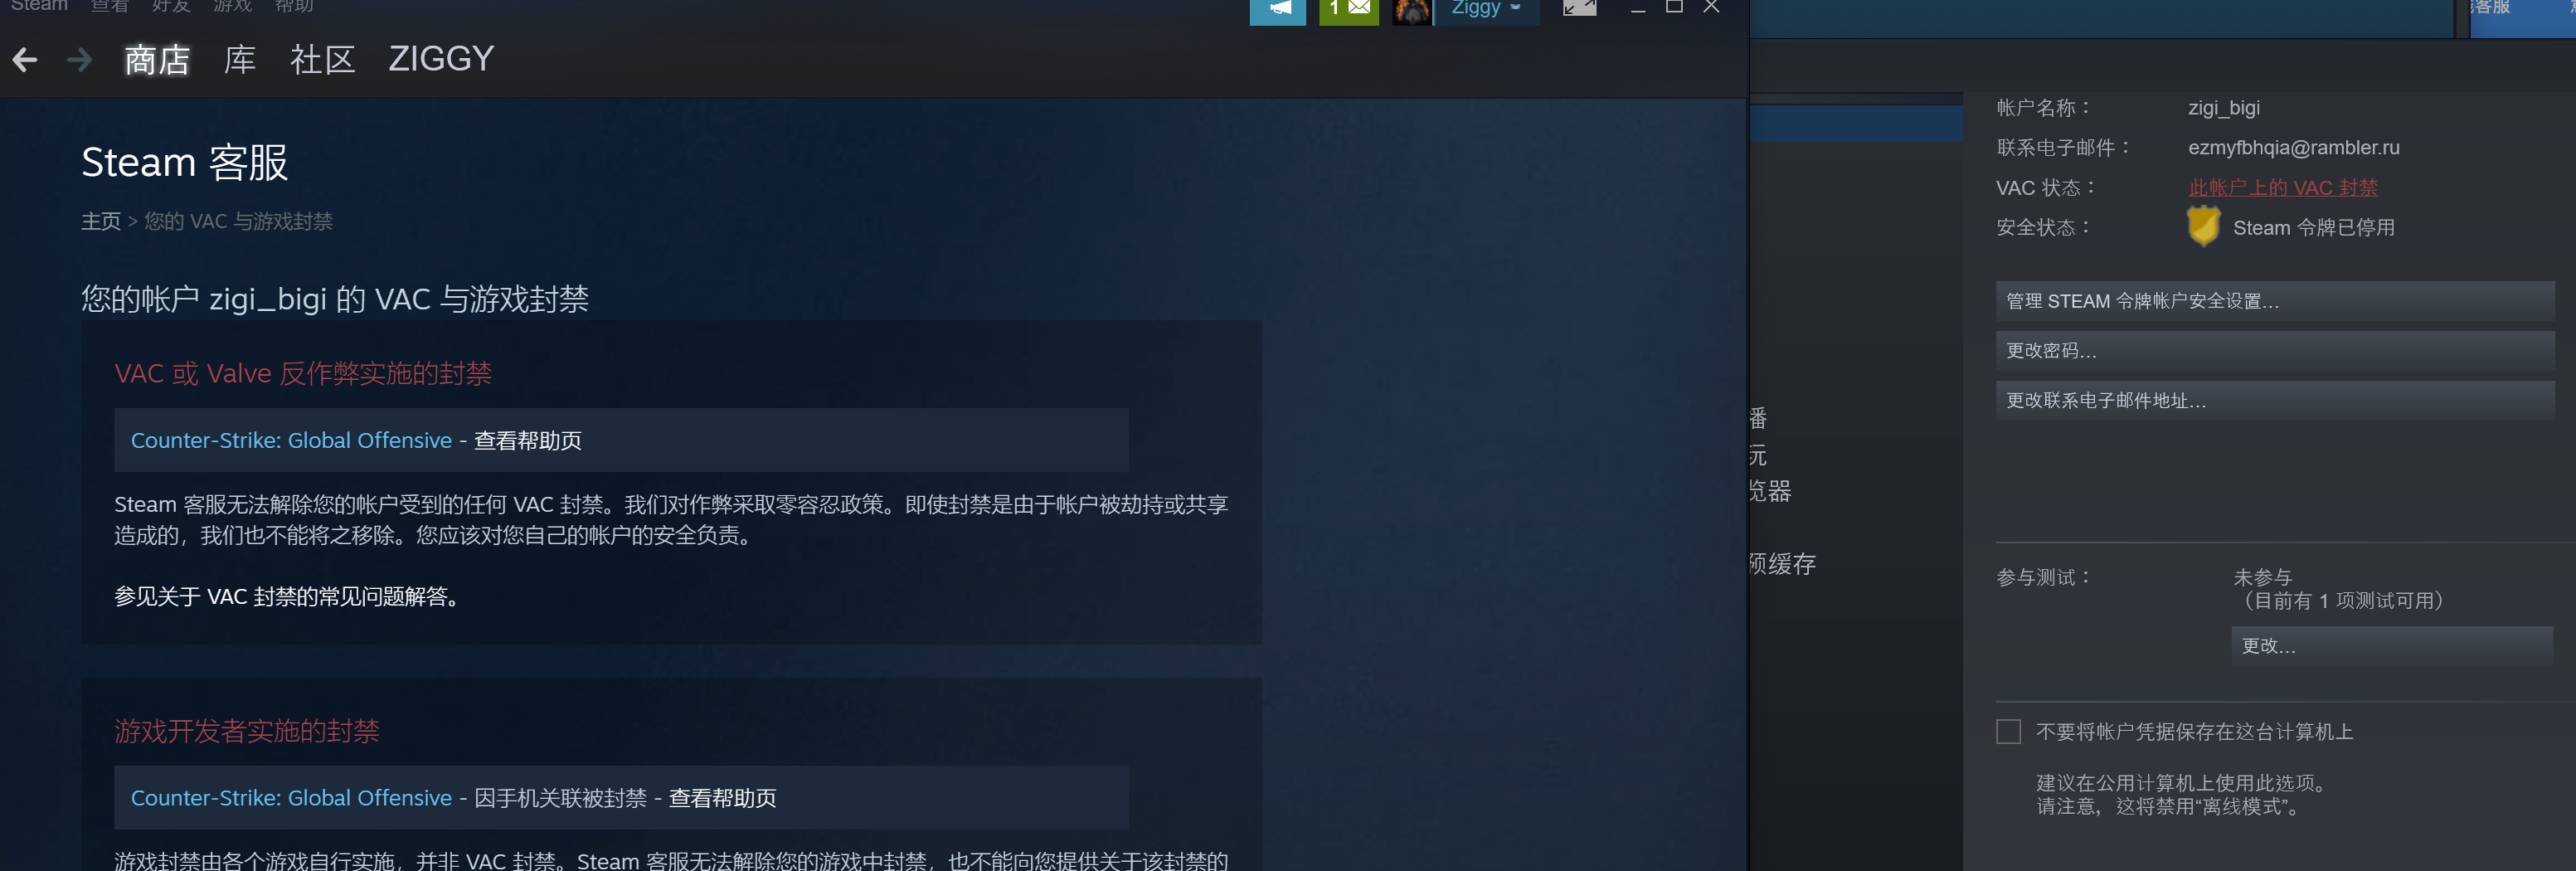 Steam 查看 好友 游戏 帮助
1
Ziggy
商店 库 社区 ZIGGY
Steam 客服
主页 > 您的 VAC 与游戏封禁
您的帐户 zigi_bigi 的 VAC 与游戏封禁
VAC 或 Valve 反作弊实施的封禁
Counter-Strike: Global Offensive - 查看帮助页
Steam 客服无法解除您的帐户受到的任何 VAC 封禁。我们对作弊采取零容忍政策。即使封禁是由于帐户被劫持或共享
造成的，我们也不能将之移除。您应该对您自己的帐户的安全负责。
参见关于 VAC 封禁的常见问题解答。
游戏开发者实施的封禁
Counter-Strike: Global Offensive - 因手机关联被封禁 - 查看帮助页
游戏封禁由各个游戏自行实施，并非 VAC 封禁。Steam 客服无法解除您的游戏中封禁，也不能向您提供关于该封禁的
客服
播
玩
览器
预缓存
帐户名称： zigi_bigi
联系电子邮件： ezmyfbhqia@rambler.ru
VAC 状态： 此帐户上的 VAC 封禁
安全状态： Steam 令牌已停用
管理 STEAM 令牌帐户安全设置...
更改密码...
更改联系电子邮件地址...
参与测试： 未参与
（目前有 1 项测试可用）
更改...
不要将帐户凭据保存在这台计算机上
建议在公用计算机上使用此选项。
请注意，这将禁用“离线模式”。